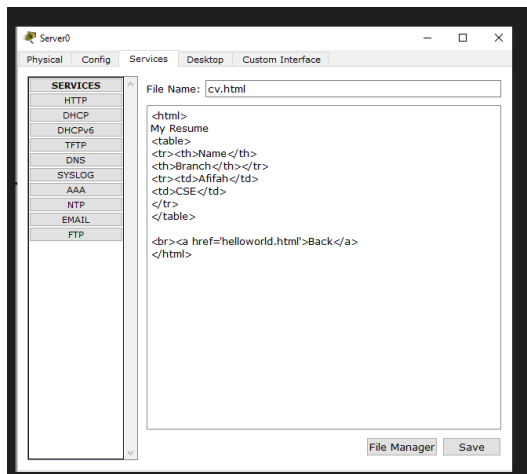 Server0
Physical Config Services Desktop Custom Interface
SERVICES
HTTP
DHCP
DHCPv6
TFTP
DNS
SYSLOG
AAA
NTP
EMAIL
FTP
File Name: cv.html
<html>
My Resume
<table>
<tr><th>Name</th>
<th>Branch</th></tr>
<tr><td>Afifah</td>
<td>CSE</td>
</tr>
</table>
<br><a href='helloworld.html'>Back</a>
</html>
File Manager Save